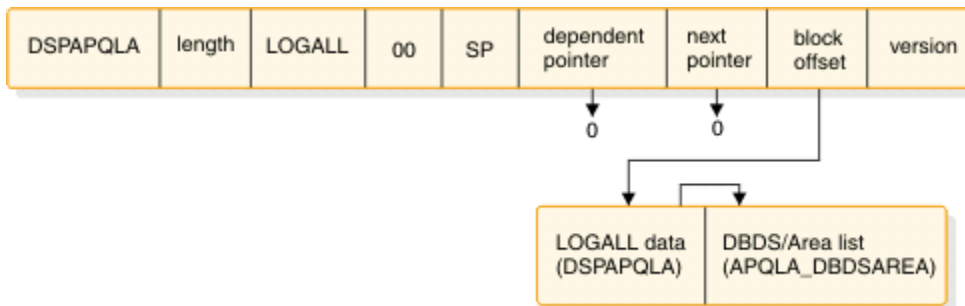 DSPAPQLA
length
LOGALL
00
SP
dependent
pointer
next
pointer
block
offset
version
0
0
LOGALL data
(DSPAPQLA)
DBDS/Area list
(APQLA_DBDSAREA)